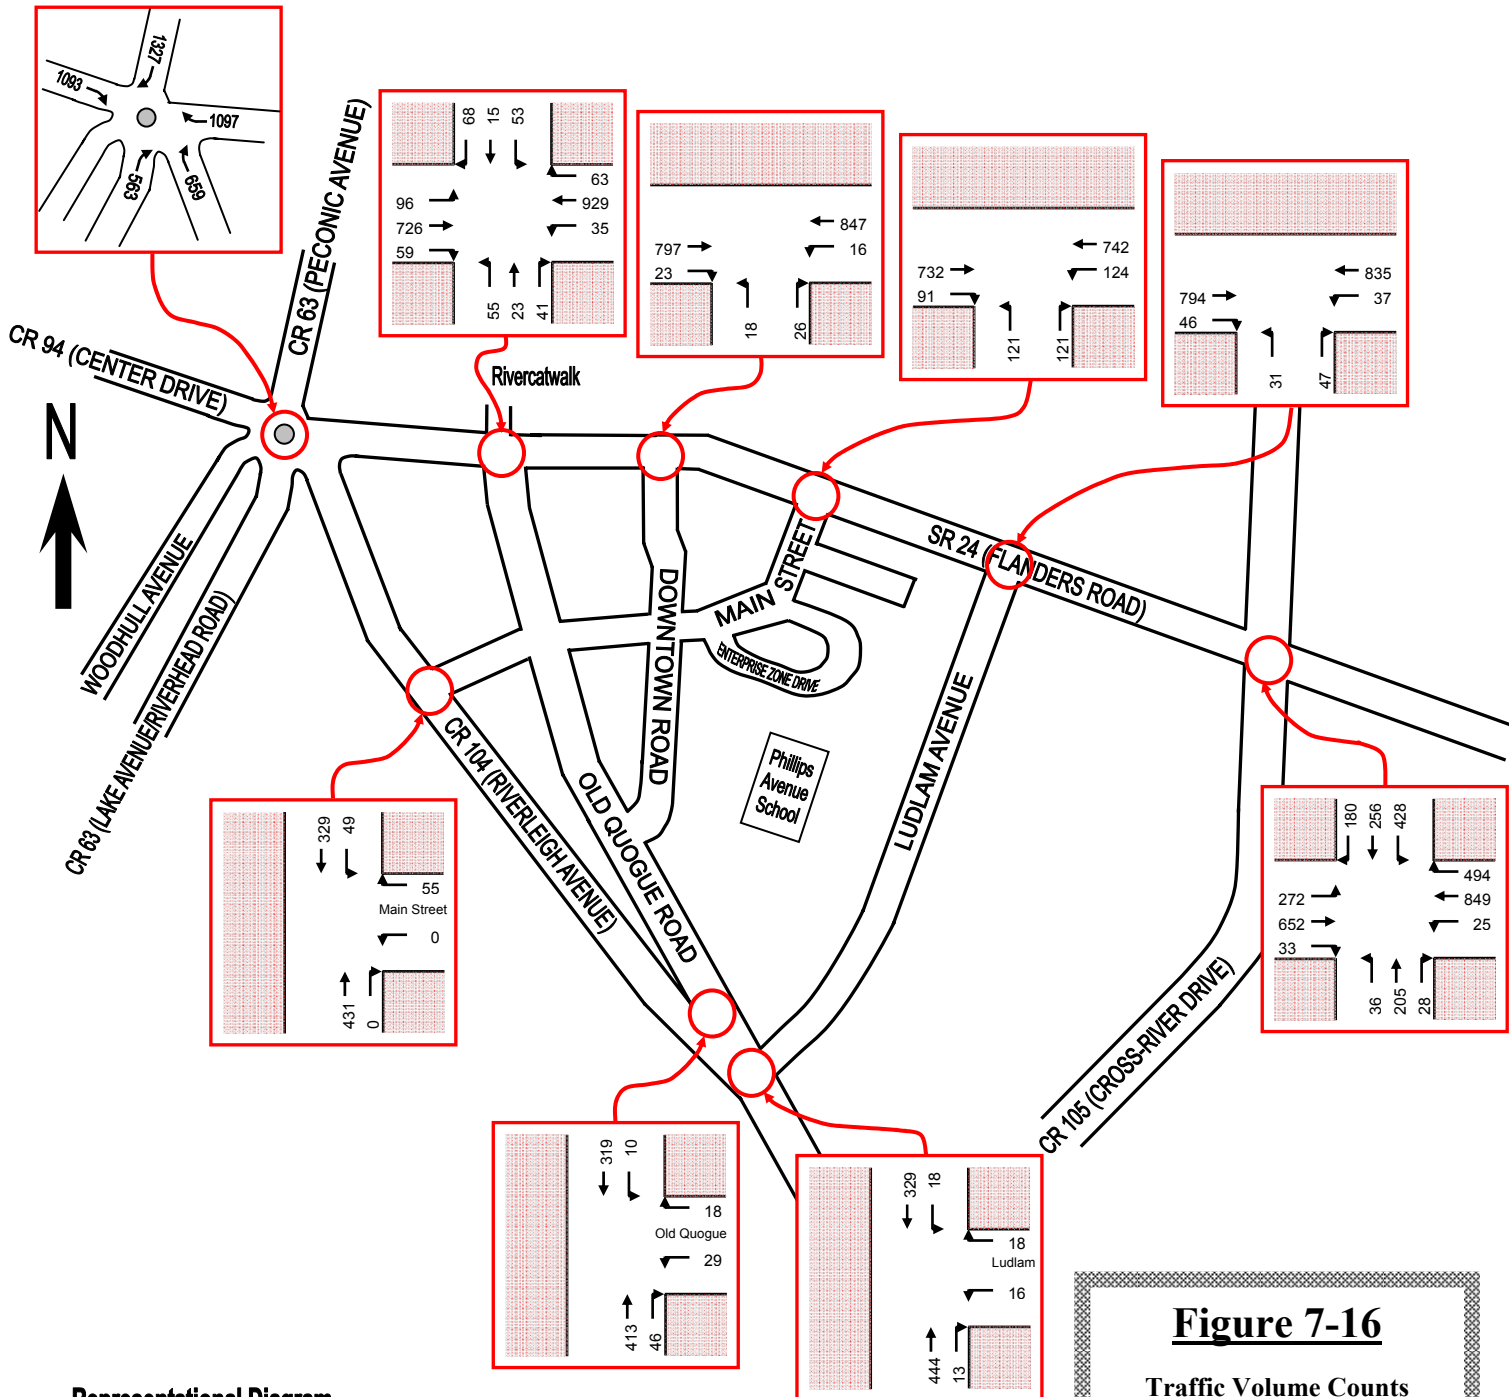 1327
1093
1097
563
659
CR 63 (PECONIC AVENUE)
68
15
53
96
726
59
63
929
35
55
23
41
797
23
847
16
18
26
732
91
742
124
121
121
794
46
835
37
31
47
CR 94 (CENTER DRIVE)
Rivercatwalk
N
SR 24 (FLANDERS ROAD)
WOODHULL AVENUE
CR 63 (LAKE AVENUE/RIVERHEAD ROAD)
DOWNTOWN ROAD
MAIN STREET
ENTERPRISE ZONE DRIVE
CR 104 (RIVERLEIGH AVENUE)
OLD QUOGUE ROAD
Phillips
Avenue
School
LUDLAM AVENUE
CR 105 (CROSS-RIVER DRIVE)
329
49
55
Main Street
0
431
0
180
256
428
272
652
33
494
849
25
36
205
28
319
10
18
Old Quogue
29
413
46
329
18
18
Ludlam
16
444
13
Figure 7-16
Traffic Volume Counts
Representational Diagram